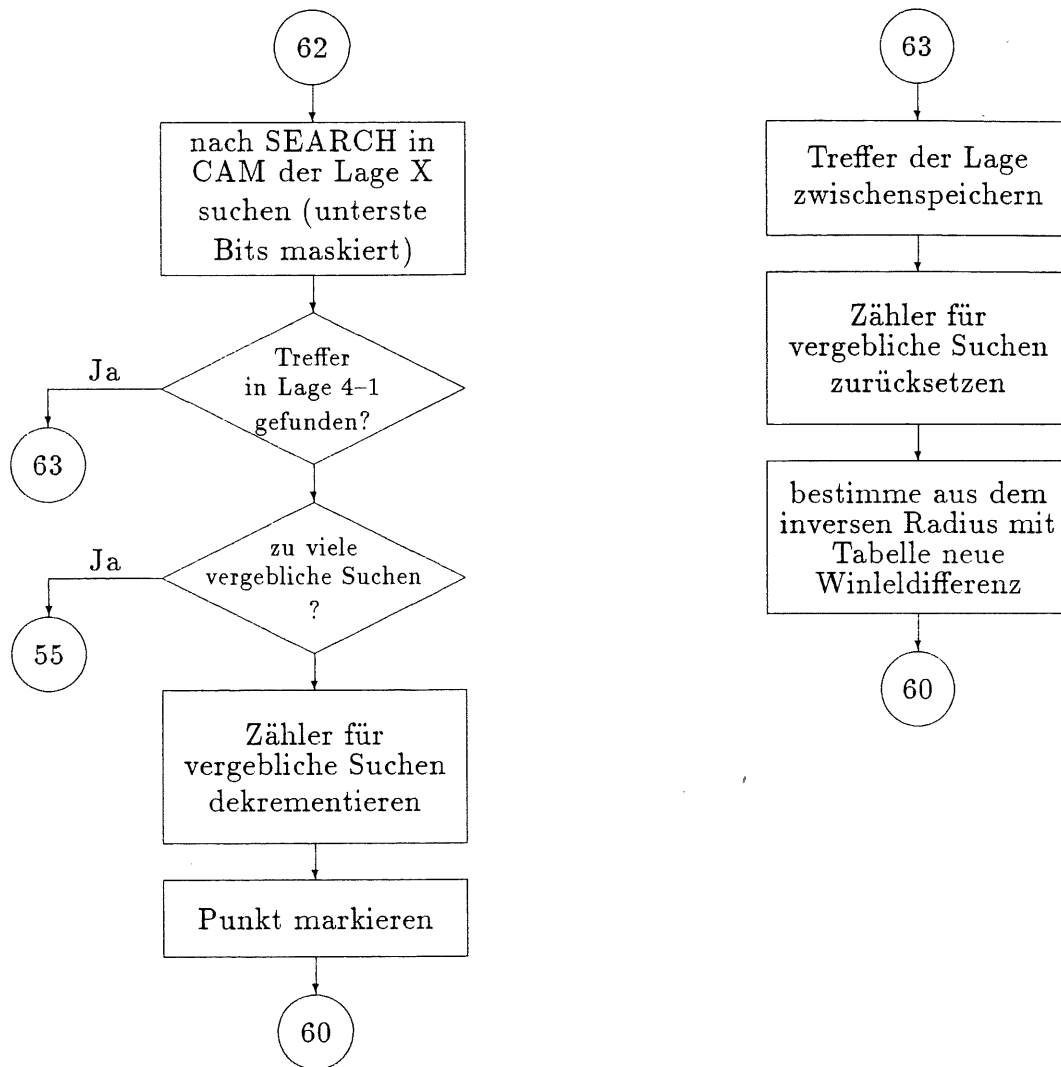 62
nach SEARCH in
CAM der Lage X
suchen (unterste
Bits maskiert)
Treffer
in Lage 4–1
gefunden?
Ja
63
zu viele
vergebliche Suchen
?
Ja
55
Zähler für
vergebliche Suchen
dekrementieren
Punkt markieren
60
63
Treffer der Lage
zwischenspeichern
Zähler für
vergebliche Suchen
zurücksetzen
bestimme aus dem
inversen Radius mit
Tabelle neue
Winleldifferenz
60